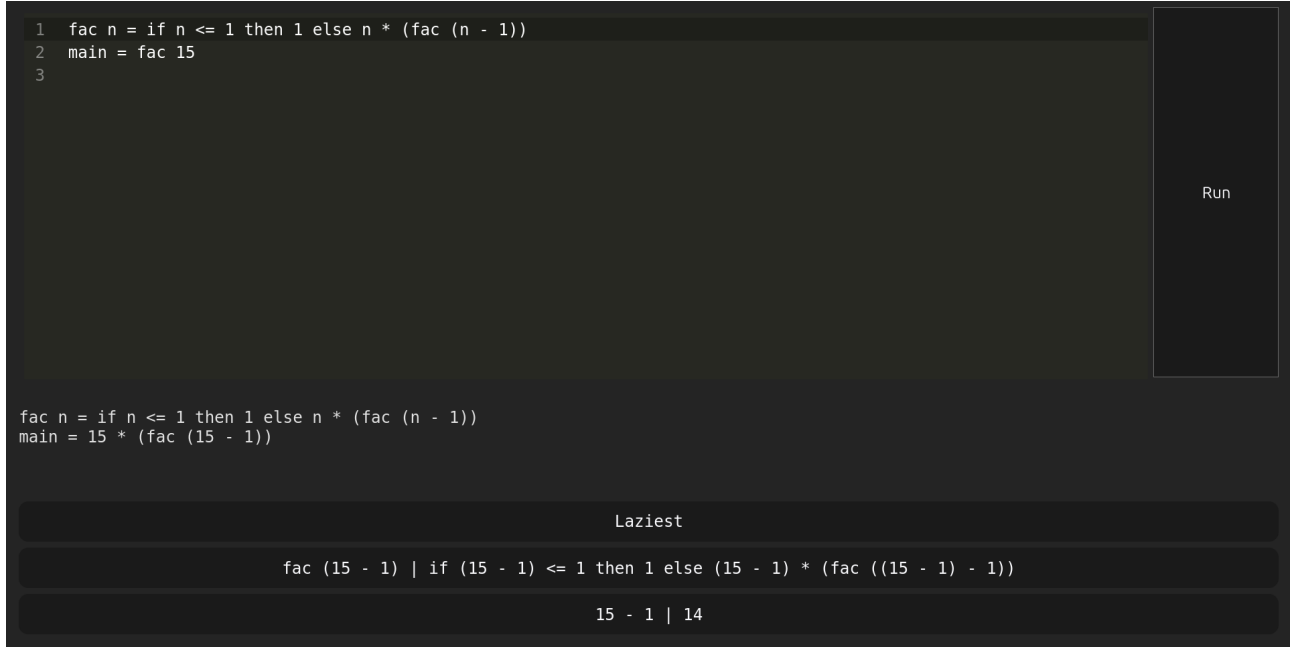 1 fac n = if n <= 1 then 1 else n * (fac (n - 1))
2 main = fac 15
3
Run
fac n = if n <= 1 then 1 else n * (fac (n - 1))
main = 15 * (fac (15 - 1))
Laziest
fac (15 - 1) | if (15 - 1) <= 1 then 1 else (15 - 1) * (fac ((15 - 1) - 1))
15 - 1 | 14